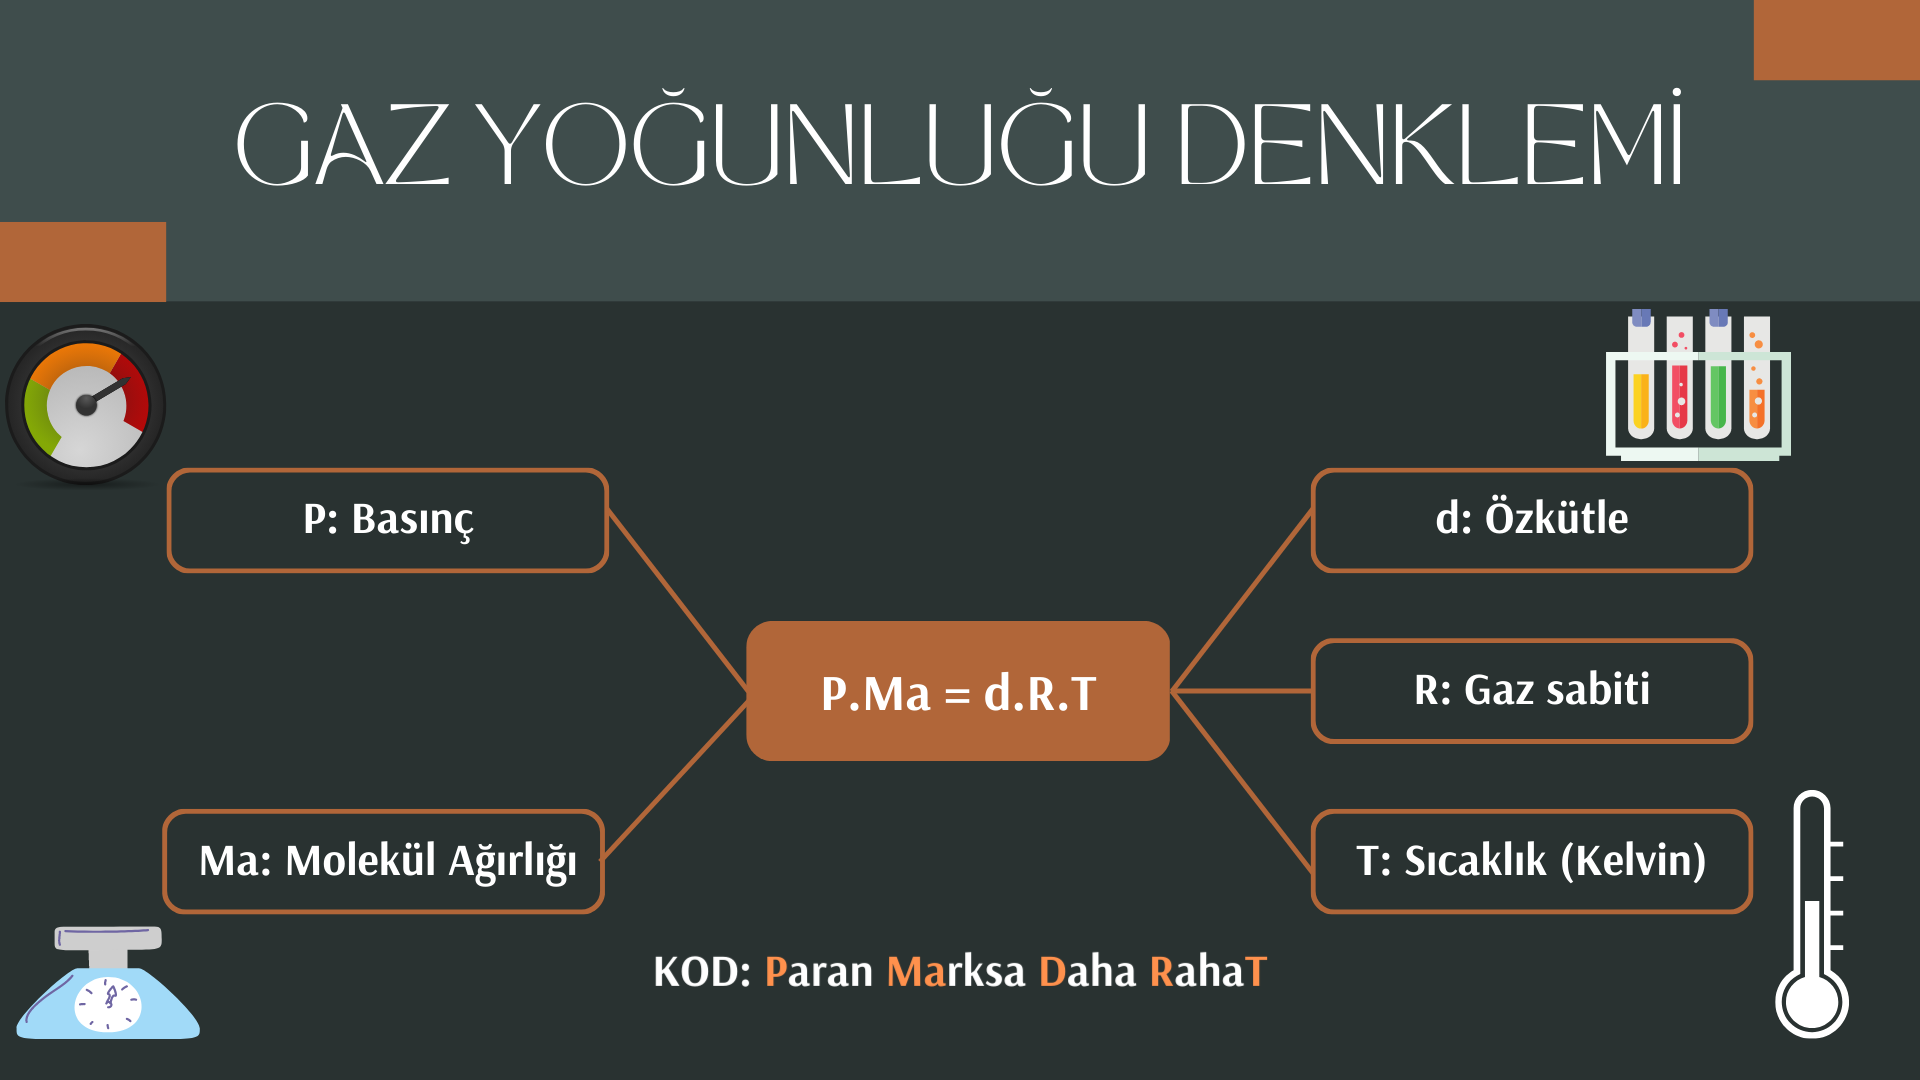 GAZ YOĞUNLUĞU DENKLEMİ
P: Basınç
d: Özkütle
P.Ma = d.R.T
R: Gaz sabiti
Ma: Molekül Ağırlığı
T: Sıcaklık (Kelvin)
KOD: Paran Marksa Daha RahaT